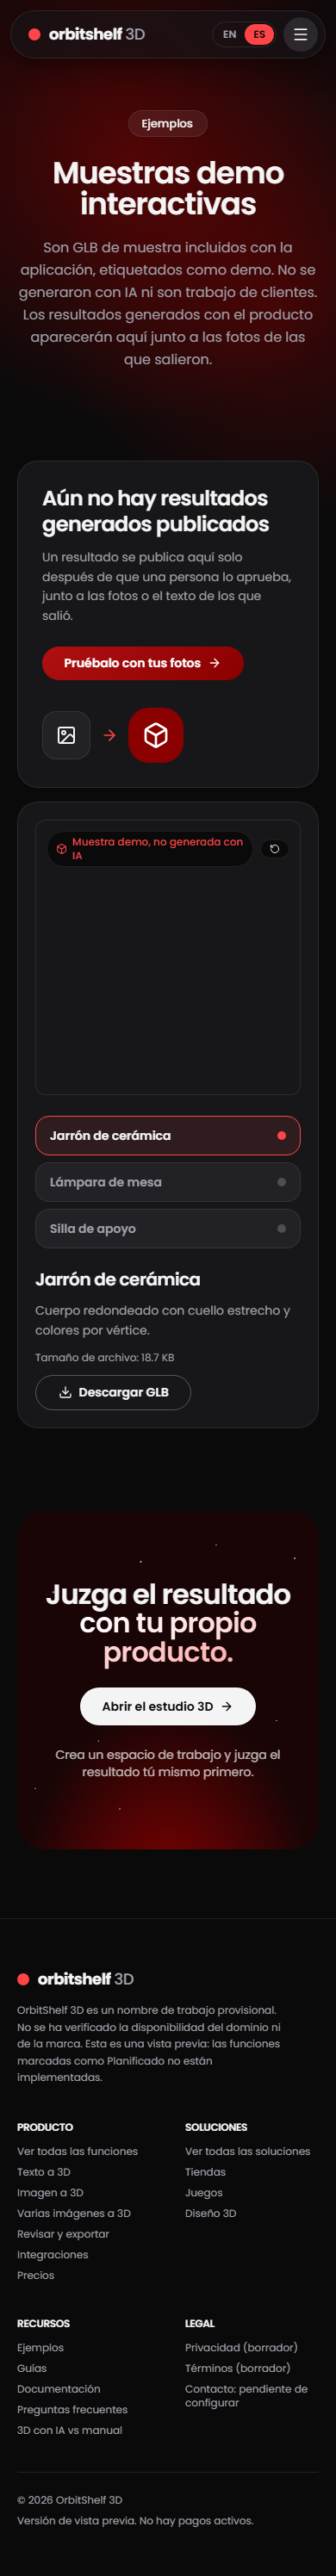 orbitshelf 3D
EN ES
Ejemplos
Muestras demo
interactivas
Son GLB de muestra incluidos con la
aplicación, etiquetados como demo. No se
generaron con IA ni son trabajo de clientes.
Los resultados generados con el producto
aparecerán aquí junto a las fotos de las
que salieron.
Aún no hay resultados
generados publicados
Un resultado se publica aquí solo
después de que una persona lo aprueba,
junto a las fotos o el texto de los que
salió.
Pruébalo con tus fotos
Muestra demo, no generada con
IA
Jarrón de cerámica
Lámpara de mesa
Silla de apoyo
Jarrón de cerámica
Cuerpo redondeado con cuello estrecho y
colores por vértice.
Tamaño de archivo: 18.7 KB
Descargar GLB
Juzga el resultado
con tu propio
producto.
Abrir el estudio 3D
Crea un espacio de trabajo y juzga el
resultado tú mismo primero.
orbitshelf 3D
OrbitShelf 3D es un nombre de trabajo provisional.
No se ha verificado la disponibilidad del dominio ni
de la marca. Esta es una vista previa: las funciones
marcadas como Planificado no están
implementadas.
PRODUCTO
Ver todas las funciones
Texto a 3D
Imagen a 3D
Varias imágenes a 3D
Revisar y exportar
Integraciones
Precios
SOLUCIONES
Ver todas las soluciones
Tiendas
Juegos
Diseño 3D
RECURSOS
Ejemplos
Guías
Documentación
Preguntas frecuentes
3D con IA vs manual
LEGAL
Privacidad (borrador)
Términos (borrador)
Contacto: pendiente de
configurar
© 2026 OrbitShelf 3D
Versión de vista previa. No hay pagos activos.